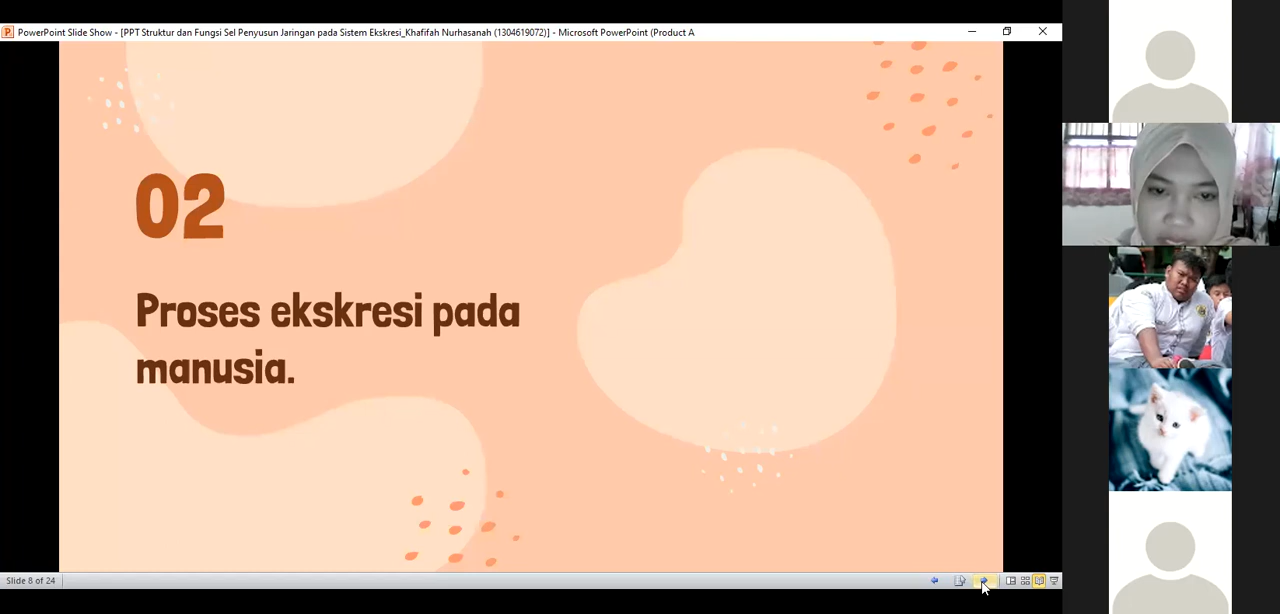 PowerPoint Slide Show - [PPT Struktur dan Fungsi Sel Penyusun Jaringan pada Sistem Ekskresi_Khafifah Nurhasanah (1304619072)] - Microsoft PowerPoint (Product A
02
Proses ekskresi pada
manusia.
Slide 8 of 24